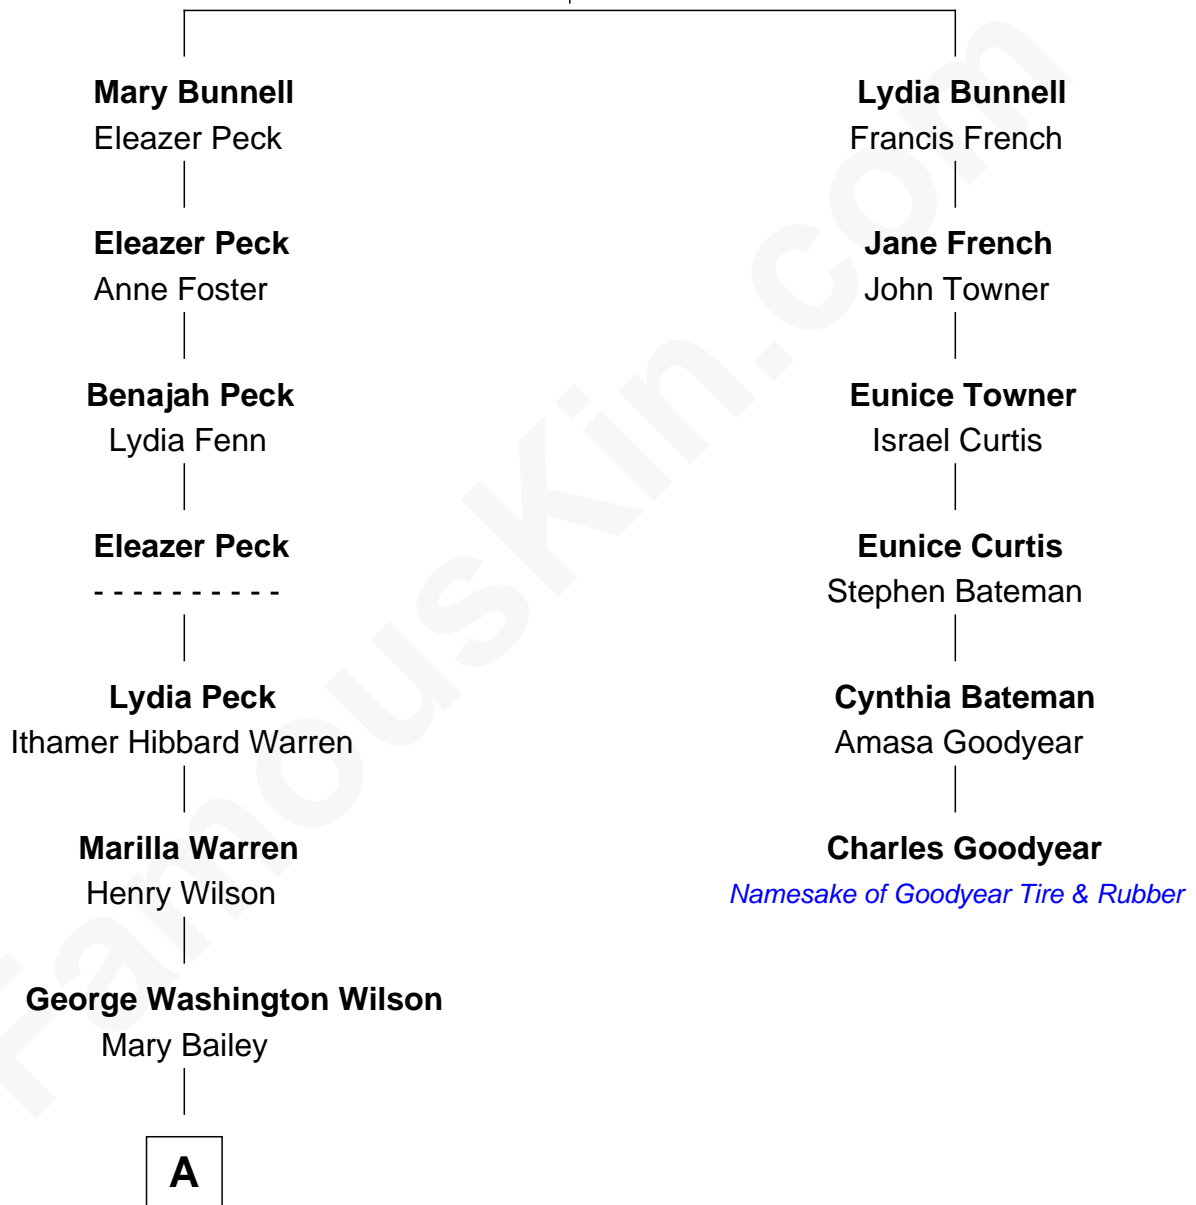 Mary Bunnell
Eleazer Peck
Lydia Bunnell
Francis French
Eleazer Peck
Anne Foster
Jane French
John Towner
Benajah Peck
Lydia Fenn
Eunice Towner
Israel Curtis
Eleazer Peck
- - - - - - - - - -
Eunice Curtis
Stephen Bateman
Lydia Peck
Ithamer Hibbard Warren
Cynthia Bateman
Amasa Goodyear
Marilla Warren
Henry Wilson
Charles Goodyear
Namesake of Goodyear Tire & Rubber
George Washington Wilson
Mary Bailey
A
FamousKin.com